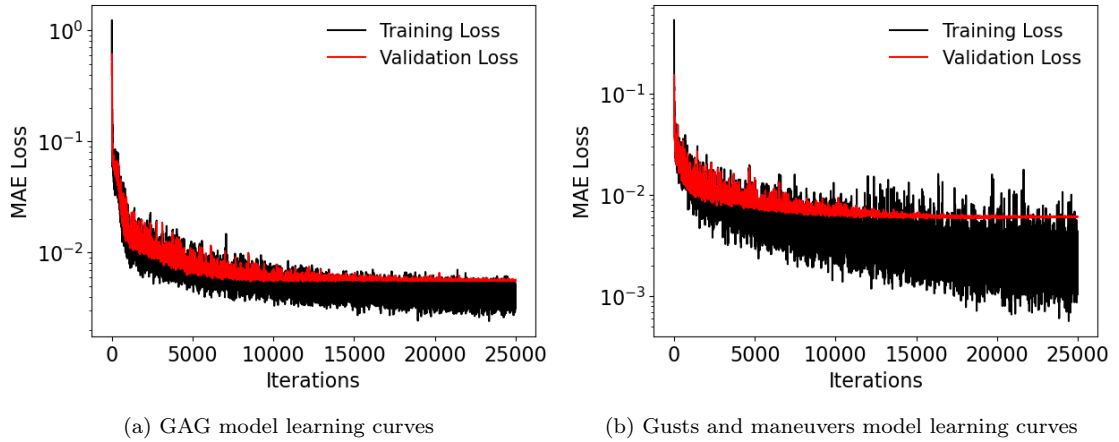 Training Loss
Validation Loss
10⁰
10⁻¹
10⁻²
MAE Loss
0 5000 10000 15000 20000 25000
Iterations
(a) GAG model learning curves
Training Loss
Validation Loss
10⁻¹
10⁻²
10⁻³
MAE Loss
0 5000 10000 15000 20000 25000
Iterations
(b) Gusts and maneuvers model learning curves